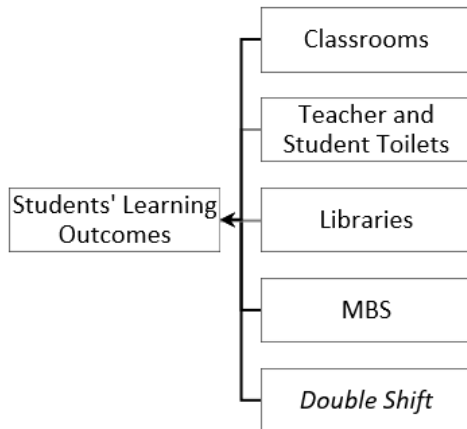 Classrooms
Teacher and
Student Toilets
Students' Learning
Outcomes
Libraries
MBS
Double Shift